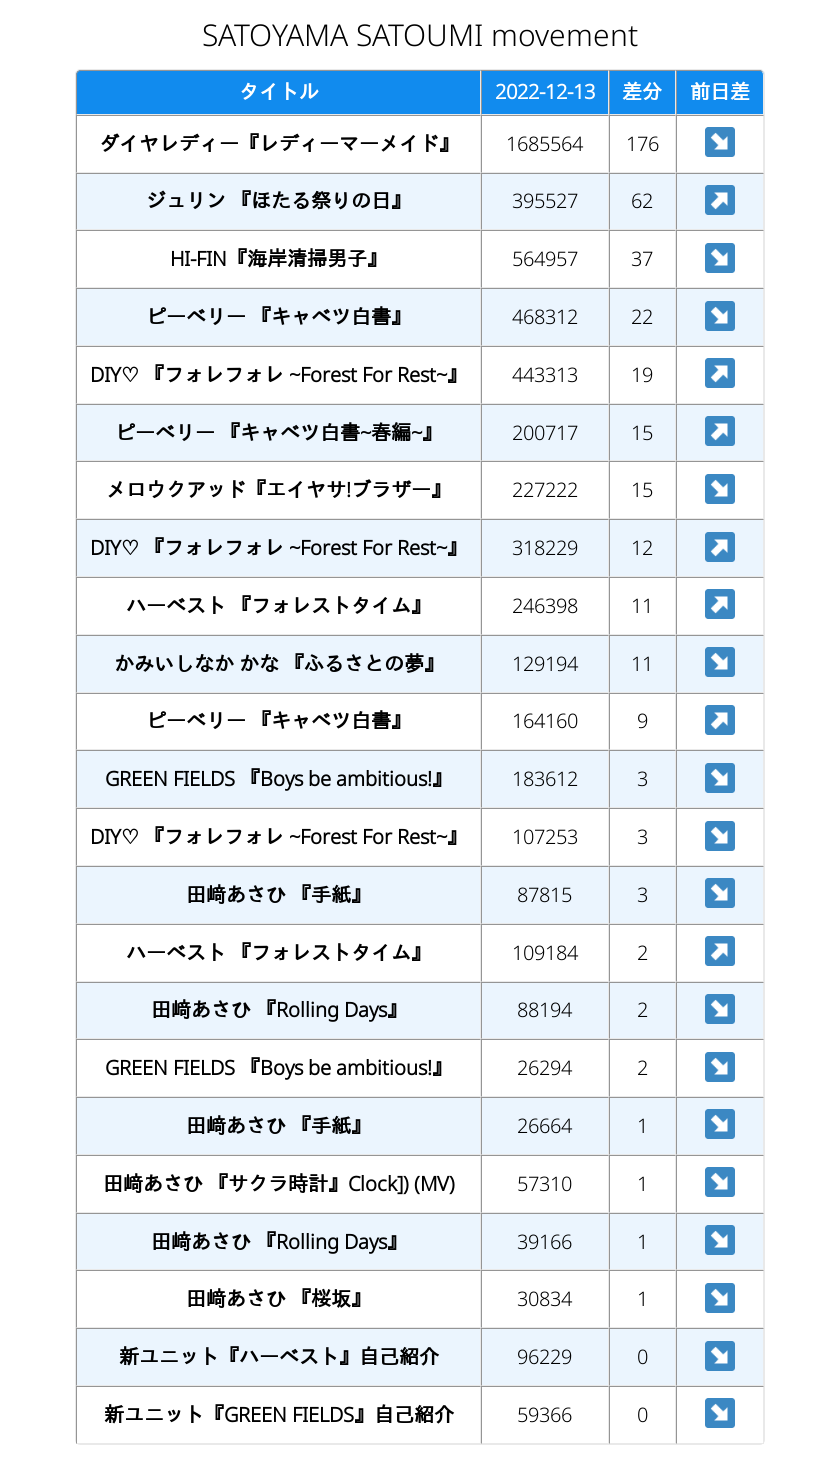 SATOYAMA SATOUMI movement
タイトル 2022-12-13 差分 前日差
ダイヤレディー『レディーマーメイド』 1685564 176 ↘
ジュリン 『ほたる祭りの日』 395527 62 ↗
HI-FIN『海岸清掃男子』 564957 37 ↘
ピーベリー 『キャベツ白書』 468312 22 ↘
DIY♡ 『フォレフォレ ~Forest For Rest~』 443313 19 ↗
ピーベリー 『キャベツ白書~春編~』 200717 15 ↗
メロウクアッド『エイヤサ!ブラザー』 227222 15 ↘
DIY♡ 『フォレフォレ ~Forest For Rest~』 318229 12 ↗
ハーベスト 『フォレストタイム』 246398 11 ↗
かみいしなか かな 『ふるさとの夢』 129194 11 ↘
ピーベリー 『キャベツ白書』 164160 9 ↗
GREEN FIELDS 『Boys be ambitious!』 183612 3 ↘
DIY♡ 『フォレフォレ ~Forest For Rest~』 107253 3 ↘
田﨑あさひ 『手紙』 87815 3 ↘
ハーベスト 『フォレストタイム』 109184 2 ↗
田﨑あさひ 『Rolling Days』 88194 2 ↘
GREEN FIELDS 『Boys be ambitious!』 26294 2 ↘
田﨑あさひ 『手紙』 26664 1 ↘
田﨑あさひ 『サクラ時計』Clock]) (MV) 57310 1 ↘
田﨑あさひ 『Rolling Days』 39166 1 ↘
田﨑あさひ 『桜坂』 30834 1 ↘
新ユニット『ハーベスト』自己紹介 96229 0 ↘
新ユニット『GREEN FIELDS』自己紹介 59366 0 ↘